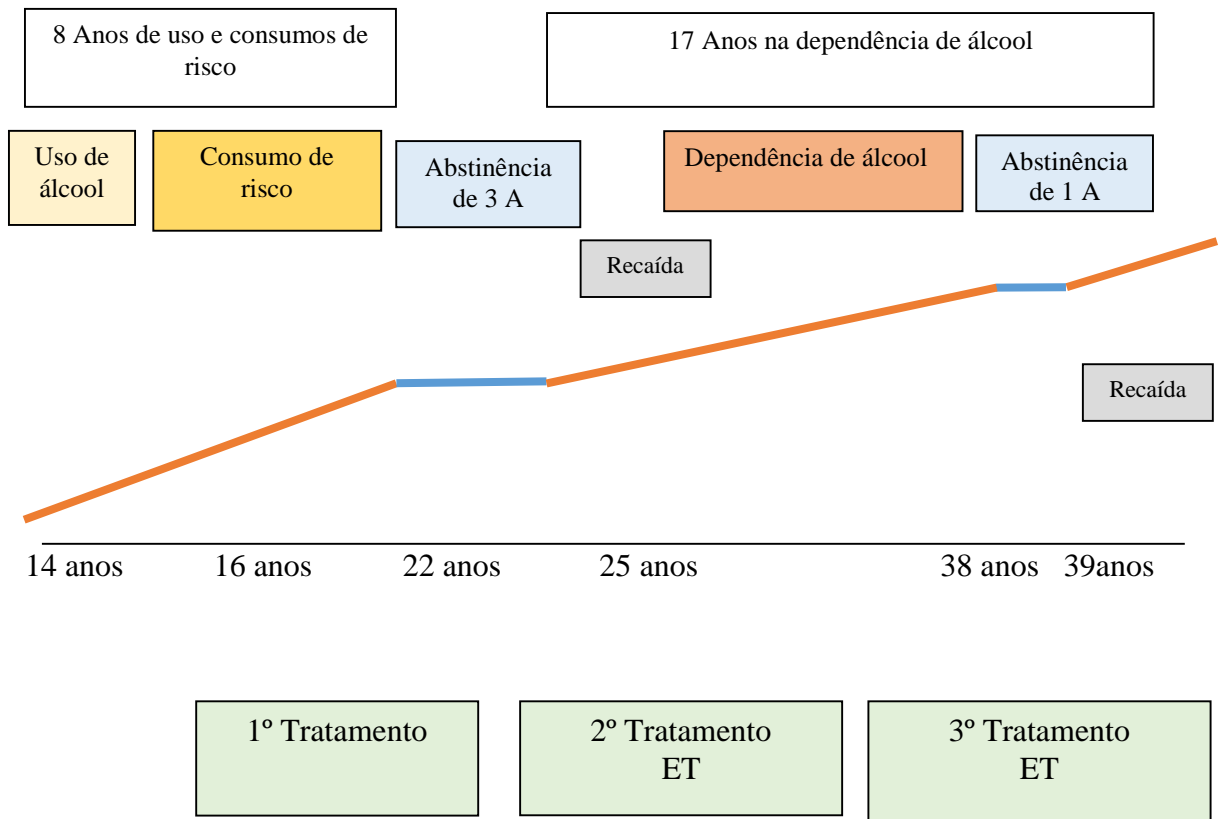 8 Anos de uso e consumos de
risco
17 Anos na dependência de álcool
Uso de
álcool
Consumo de
risco
Abstinência
de 3 A
Dependência de álcool
Abstinência
de 1 A
Recaída
Recaída
14 anos
16 anos
22 anos
25 anos
38 anos
39anos
1º Tratamento
2º Tratamento
ET
3º Tratamento
ET